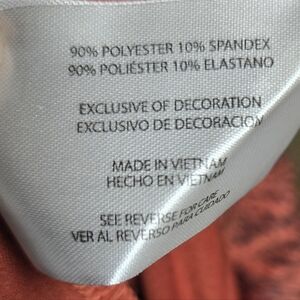 90% POLYESTER 10% SPANDEX
90% POLIÉSTER 10% ELASTANO
EXCLUSIVE OF DECORATION
EXCLUSIVO DE DECORACION
MADE IN VIETNAM
HECHO EN VIETNAM
SEE REVERSE FOR CARE
VER AL REVERSO PARA CUIDADO